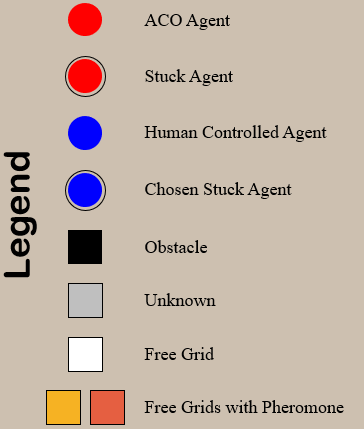 Legend
ACO Agent
Stuck Agent
Human Controlled Agent
Chosen Stuck Agent
Obstacle
Unknown
Free Grid
Free Grids with Pheromone